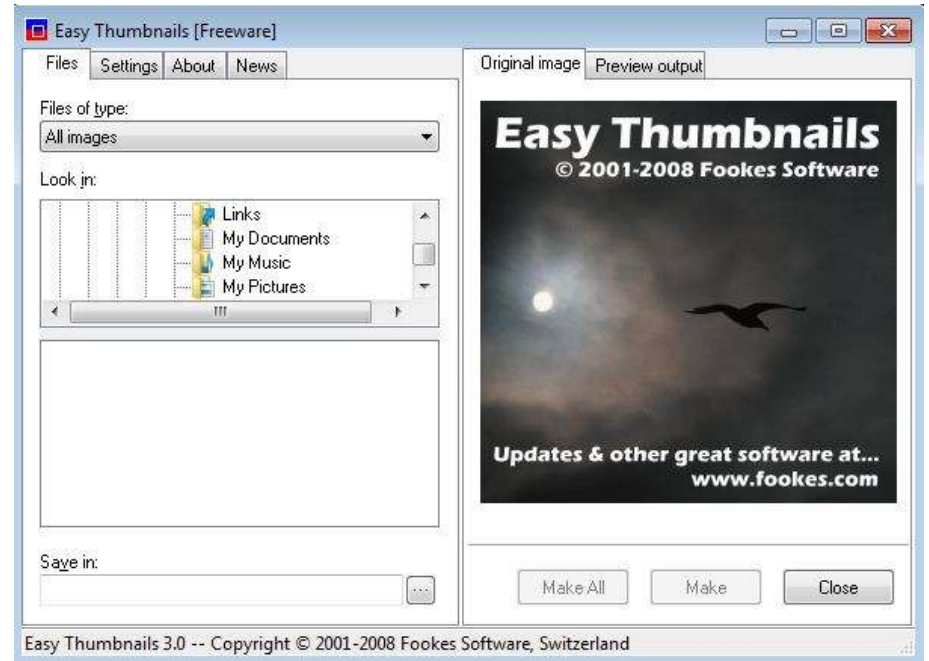 Easy Thumbnails [Freeware]
Files Settings About News
Original image Preview output
Files of type:
All images
Look in:
Links
My Documents
My Music
My Pictures
Easy Thumbnails
© 2001-2008 Fookes Software
Updates & other great software at...
www.fookes.com
Save in:
...
Make All Make Close
Easy Thumbnails 3.0 -- Copyright © 2001-2008 Fookes Software, Switzerland